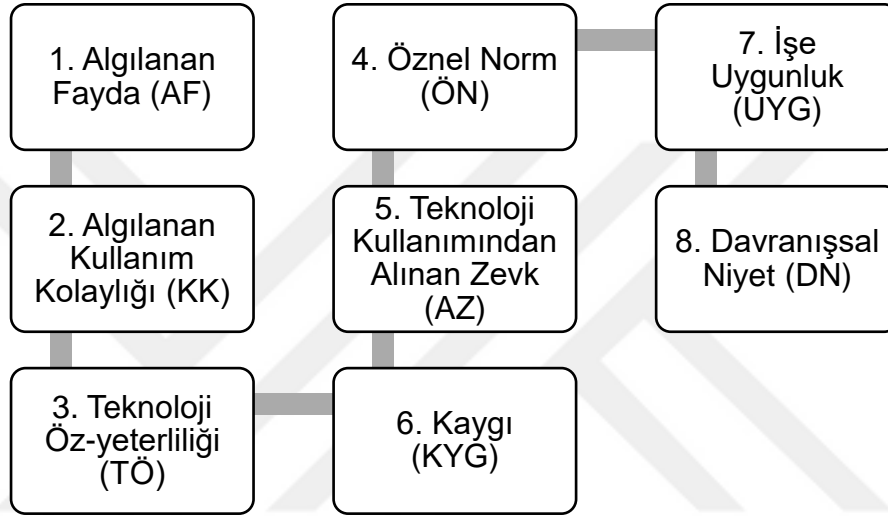 1. Algılanan
Fayda (AF)
2. Algılanan
Kullanım
Kolaylığı (KK)
3. Teknoloji
Öz-yeterliliği
(TÖ)
4. Öznel Norm
(ÖN)
5. Teknoloji
Kullanımından
Alınan Zevk
(AZ)
6. Kaygı
(KYG)
7. İşe
Uygunluk
(UYG)
8. Davranışsal
Niyet (DN)